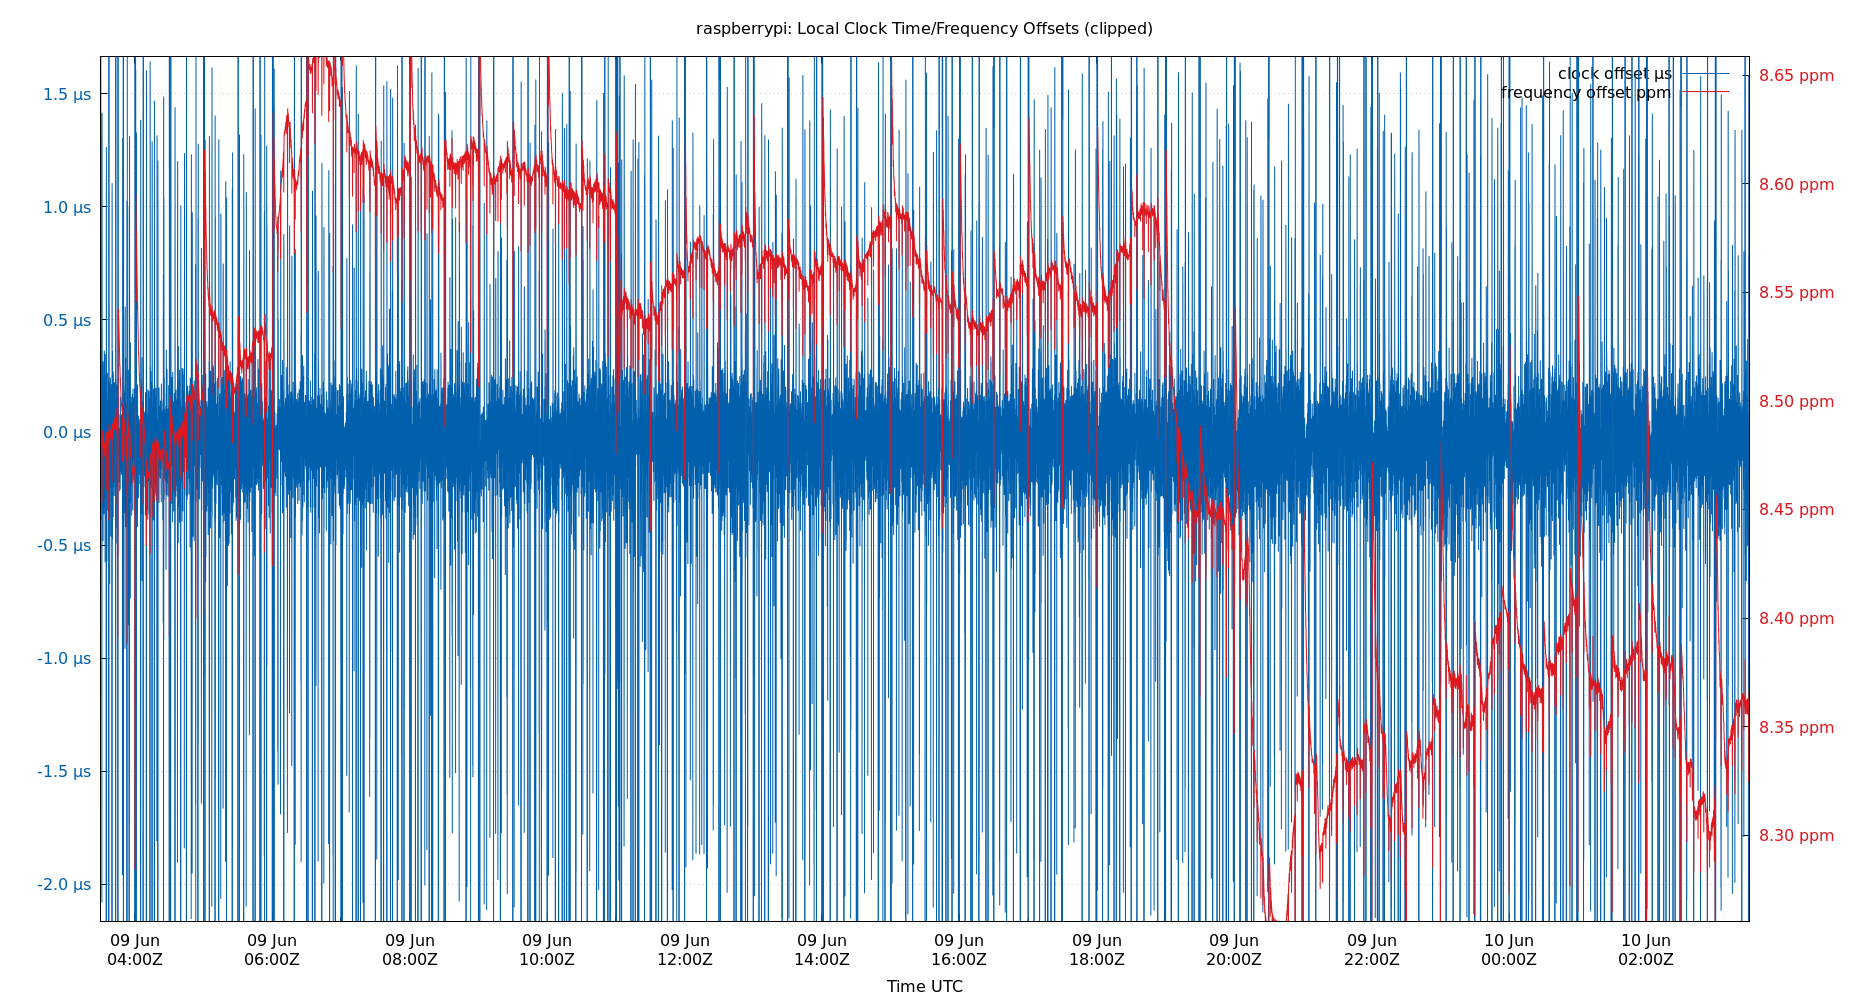 raspberrypi: Local Clock Time/Frequency Offsets (clipped)
clock offset µs
frequency offset ppm
1.5 µs
1.0 µs
0.5 µs
0.0 µs
-0.5 µs
-1.0 µs
-1.5 µs
-2.0 µs
8.65 ppm
8.60 ppm
8.55 ppm
8.50 ppm
8.45 ppm
8.40 ppm
8.35 ppm
8.30 ppm
09 Jun 09 Jun 09 Jun 09 Jun 09 Jun 09 Jun 09 Jun 09 Jun 09 Jun 09 Jun 10 Jun 10 Jun
04:00Z 06:00Z 08:00Z 10:00Z 12:00Z 14:00Z 16:00Z 18:00Z 20:00Z 22:00Z 00:00Z 02:00Z
Time UTC